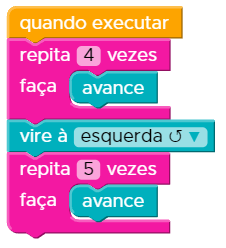 quando executar
repita 4 vezes
faça avance
vire à esquerda ↺ ▼
repita 5 vezes
faça avance